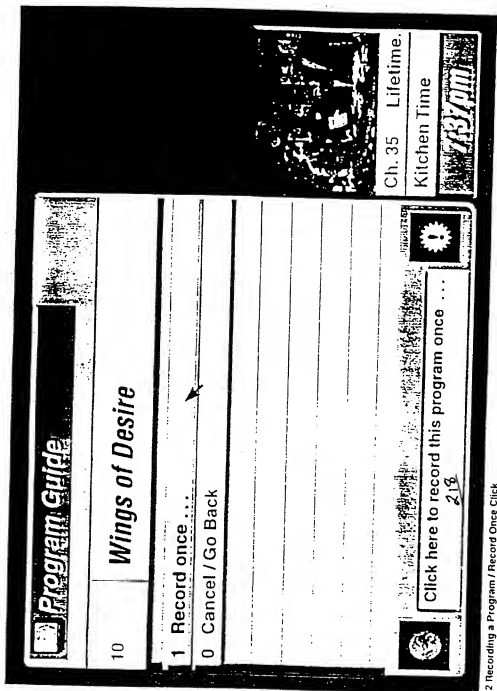 Program Guide
10 Wings of Desire
1 Record once ...
0 Cancel / Go Back
Click here to record this program once ...
218
Ch. 35 Lifetime.
Kitchen Time
7:37pm
2 Recording a Program / Record Once Click